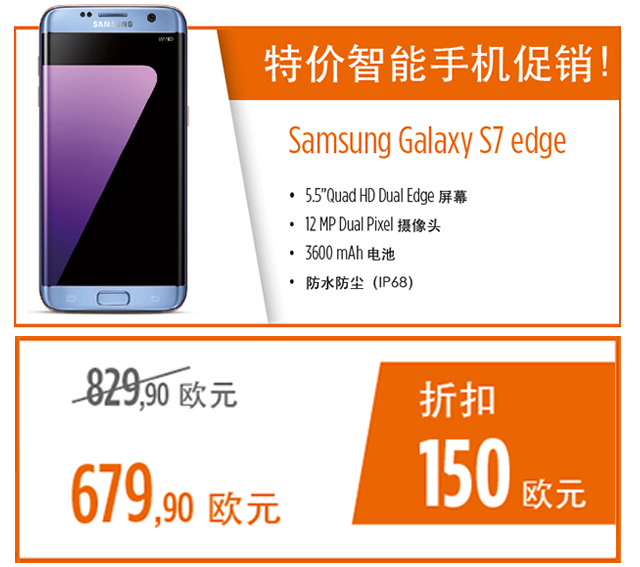 SAMSUNG
特价智能手机促销!
Samsung Galaxy S7 edge
• 5.5”Quad HD Dual Edge 屏幕
• 12 MP Dual Pixel 摄像头
• 3600 mAh 电池
• 防水防尘（IP68）
829,90 欧元
折扣
679,90 欧元
150 欧元